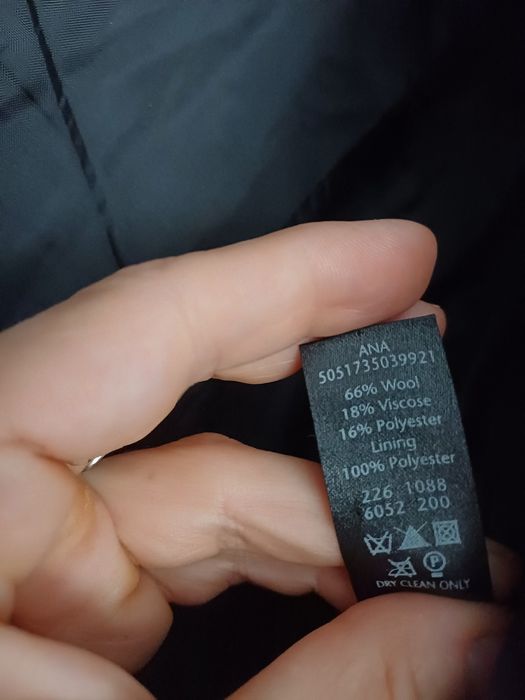 ANA
5051735039921
66% Wool
18% Viscose
16% Polyester
Lining
100% Polyester
226 1088
6052 200
P
DRY CLEAN ONLY